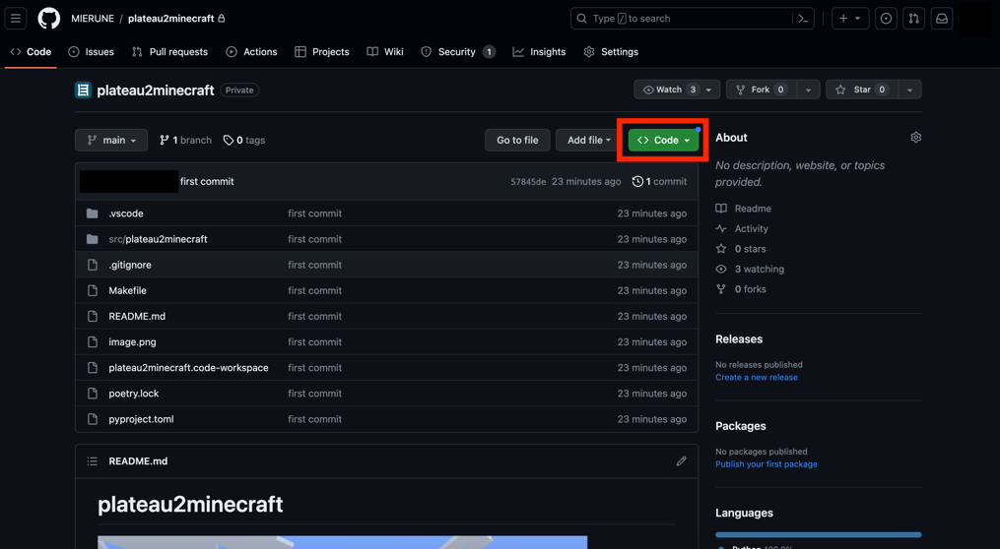 MIERUNE / plateau2minecraft
Type / to search
Code Issues Pull requests Actions Projects Wiki Security 1 Insights Settings
plateau2minecraft Private
Watch 3 Fork 0 Star 0
main 1 branch 0 tags Go to file Add file Code
first commit 57845de 23 minutes ago 1 commit
.vscode first commit 23 minutes ago
src/plateau2minecraft first commit 23 minutes ago
.gitignore first commit 23 minutes ago
Makefile first commit 23 minutes ago
README.md first commit 23 minutes ago
image.png first commit 23 minutes ago
plateau2minecraft.code-workspace first commit 23 minutes ago
poetry.lock first commit 23 minutes ago
pyproject.toml first commit 23 minutes ago
README.md
plateau2minecraft
About
No description, website, or topics
provided.
Readme
Activity
0 stars
3 watching
0 forks
Releases
No releases published
Create a new release
Packages
No packages published
Publish your first package
Languages
Python 100.0%